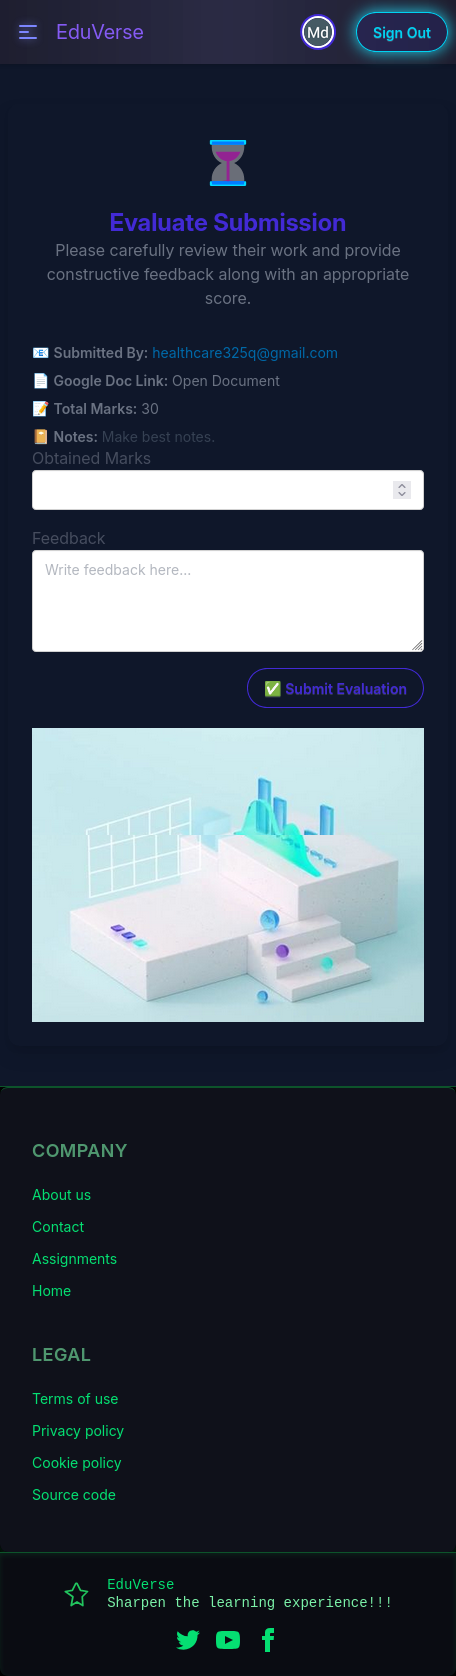 EduVerse
Md
Sign Out
Evaluate Submission
Please carefully review their work and provide
constructive feedback along with an appropriate
score.
📧 Submitted By: healthcare325q@gmail.com
📄 Google Doc Link: Open Document
📝 Total Marks: 30
📔 Notes: Make best notes.
Obtained Marks
Feedback
Write feedback here...
✅ Submit Evaluation
COMPANY
About us
Contact
Assignments
Home
LEGAL
Terms of use
Privacy policy
Cookie policy
Source code
EduVerse
Sharpen the learning experience!!!